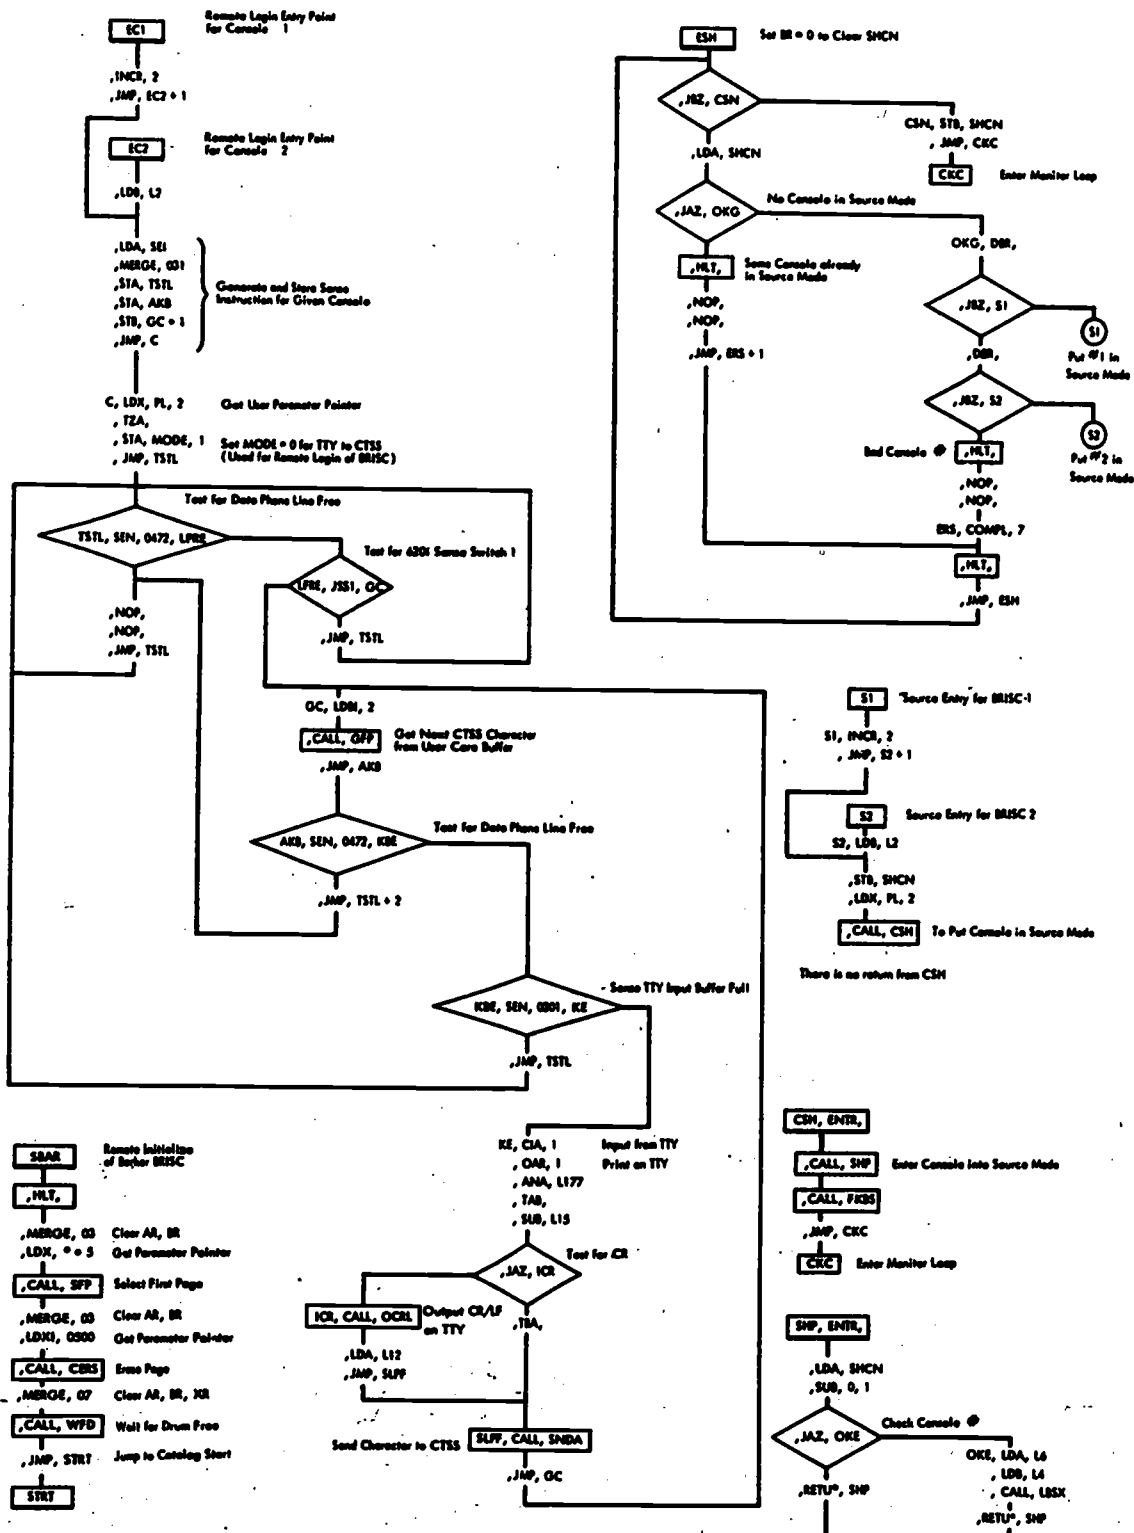 EC1
Remote Login Entry Point
For Console 1
,INCR, 2
,JMP, EC2 + 1
EC2
Remote Login Entry Point
For Console 2
,LDB, L2
,LDA, SEI
,MERGE, 031
,STA, TSTL
,STA, AKB
,STB, GC + 1
,JMP, C
Generate and Store Sense
Instruction for Given Console
C, LDX, PL, 2
, TZA,
, STA, MODE, 1
, JMP, TSTL
Get User Parameter Pointer
Set MODE = 0 for TTY to CTSS
(Used for Remote Login of BRISC)
Test for Data Phone Line Free
TSTL, SEN, 0472, LFRE
Test for 620i Sense Switch 1
LFRE, JSS1, GC
,NOP,
,NOP,
,JMP, TSTL
,JMP, TSTL
GC, LDBI, 2
,CALL, GFP
Get Next CTSS Character
from User Core Buffer
,JMP, AKB
AKB, SEN, 0472, KBE
Test for Data Phone Line Free
,JMP, TSTL + 2
KBE, SEN, 0301, KE
Sense TTY Input Buffer Full
,JMP, TSTL
KE, CIA, 1
, OAR, 1
, ANA, L177
, TAB,
, SUB, L15
Input from TTY
Print on TTY
,JAZ, ICR
Test for CR
ICR, CALL, OCRL
Output CR/LF
on TTY
,TBA,
,LDA, L12
,JMP, SLFF
Send Character to CTSS
SLFF, CALL, SNDA
,JMP, GC
SBAR
Remote Initialize
of Barker BRISC
,HLT,
,MERGE, 03
Clear AR, BR
,LDX, * + 5
Get Parameter Pointer
,CALL, SFP
Select First Page
,MERGE, 03
Clear AR, BR
,LDXI, 0500
Get Parameter Pointer
,CALL, CERS
Erase Page
,MERGE, 07
Clear AR, BR, XR
,CALL, WFD
Wait for Drum Free
,JMP, STRT
Jump to Catalog Start
STRT
ESH
Set BR = 0 to Clear SHCN
,JBZ, CSN
CSN, STB, SHCN
, JMP, CKC
CKC
Enter Monitor Loop
,LDA, SHCN
,JAZ, OKG
No Console in Source Mode
,HLT,
Some Console already
in Source Mode
,NOP,
,NOP,
,JMP, ERS + 1
OKG, DBR,
,JBZ, S1
S1
Put #1 in
Source Mode
,DBR,
,JBZ, S2
S2
Put #2 in
Source Mode
Bad Console #
,HLT,
,NOP,
,NOP,
ERS, COMPL, 7
,HLT,
,JMP, ESH
S1
Source Entry for BRISC-1
S1, INCR, 2
, JMP, S2 + 1
S2
Source Entry for BRISC 2
S2, LDB, L2
,STB, SHCN
,LDX, PL, 2
,CALL, CSH
To Put Console in Source Mode
There is no return from CSH
CSH, ENTR,
,CALL, SHP
Enter Console into Source Mode
,CALL, FKBS
,JMP, CKC
CKC
Enter Monitor Loop
SHP, ENTR,
,LDA, SHCN
,SUB, 0, 1
,JAZ, OKE
Check Console #
,RETU*, SHP
OKE, LDA, L6
, LDB, L4
, CALL, LBSX
,RETU*, SHP